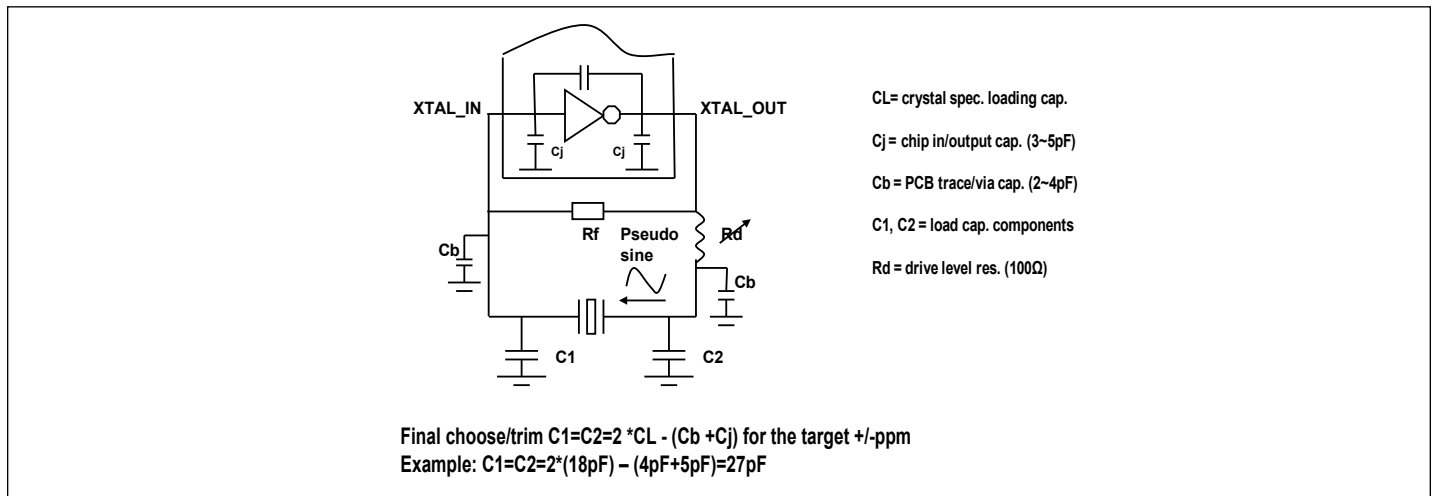 XTAL_IN
XTAL_OUT
Cj
Cj
Rf
Pseudo
sine
Rd
Cb
Cb
C1
C2
CL= crystal spec. loading cap.
Cj = chip in/output cap. (3~5pF)
Cb = PCB trace/via cap. (2~4pF)
C1, C2 = load cap. components
Rd = drive level res. (100Ω)
Final choose/trim C1=C2=2 *CL - (Cb +Cj) for the target +/-ppm
Example: C1=C2=2*(18pF) – (4pF+5pF)=27pF